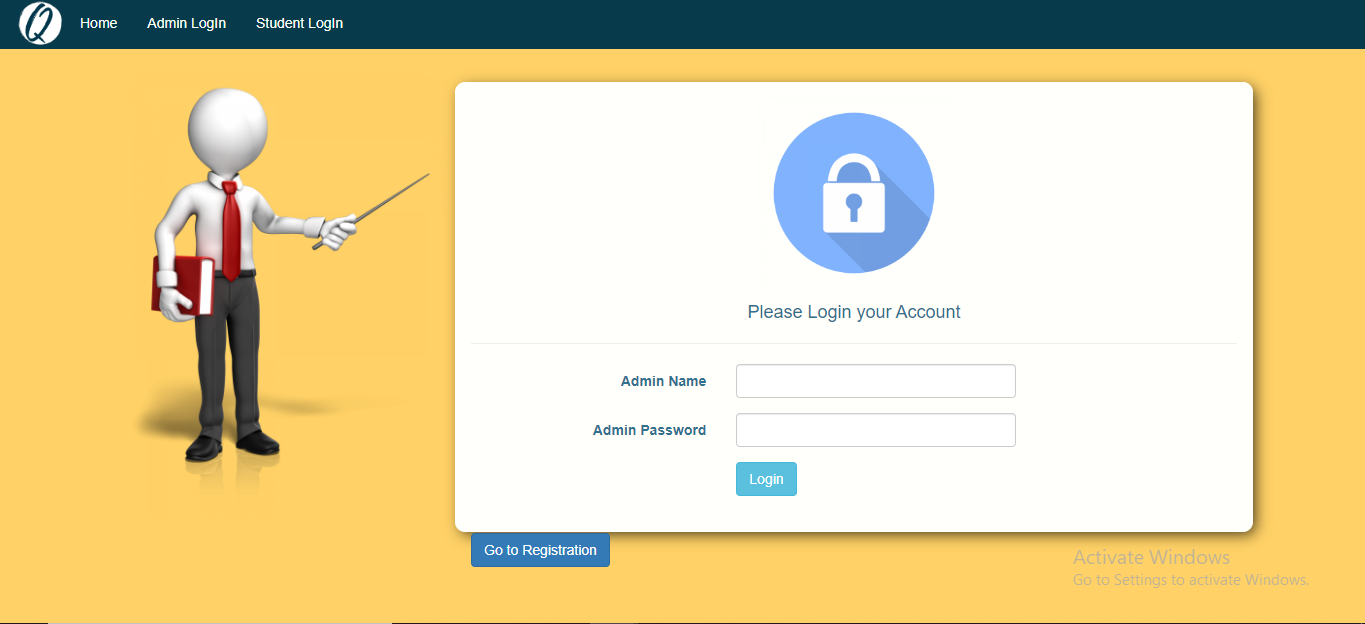 Q
Home
Admin LogIn
Student LogIn
Please Login your Account
Admin Name
Admin Password
Login
Go to Registration
Activate Windows
Go to Settings to activate Windows.